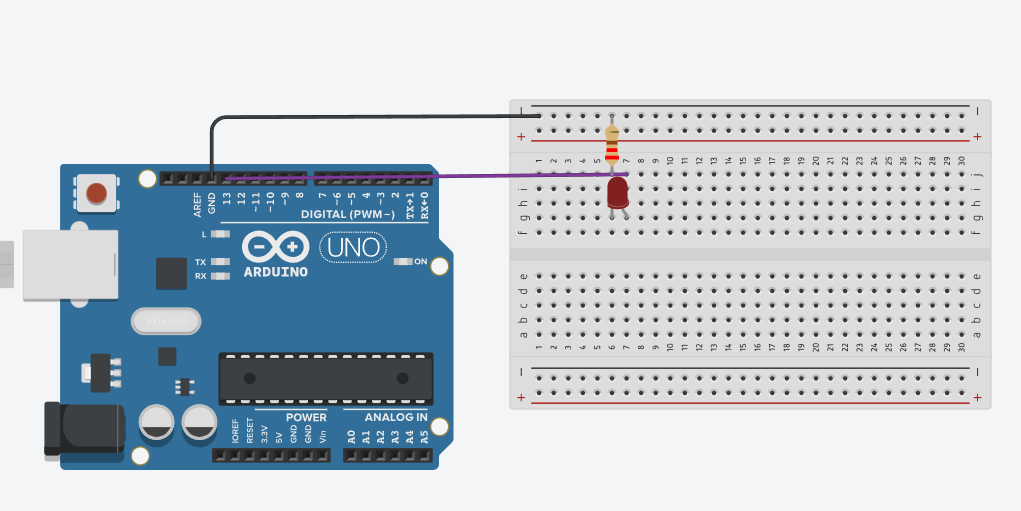 − −
+ +
1 2 3 4 5 6 7 8 9 10 11 12 13 14 15 16 17 18 19 20 21 22 23 24 25 26 27 28 29 30
j j
i i
h h
g g
f f
AREF GND 13 12 ~11 ~10 ~9 8 7 ~6 ~5 4 ~3 2 TX→1 RX←0
DIGITAL (PWM~)
L
TX
RX
UNO
ARDUINO
ON
e e
d d
c c
b b
a a
1 2 3 4 5 6 7 8 9 10 11 12 13 14 15 16 17 18 19 20 21 22 23 24 25 26 27 28 29 30
− −
+ +
POWER
ANALOG IN
IOREF RESET 3.3V 5V GND GND Vin
A0 A1 A2 A3 A4 A5